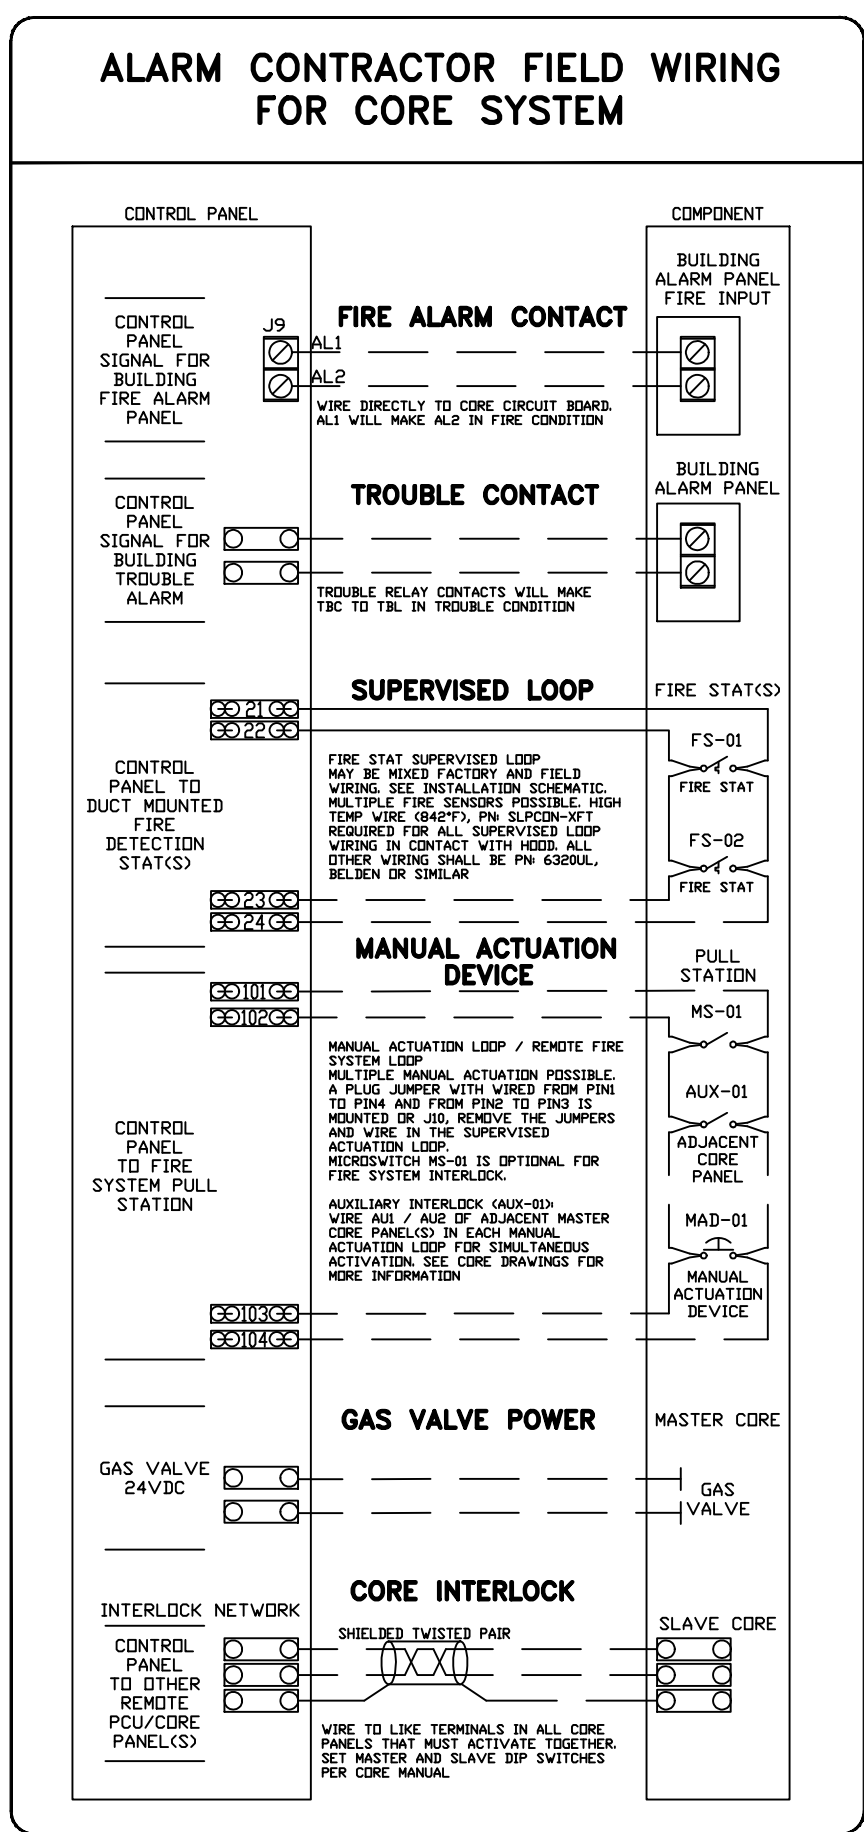 ALARM CONTRACTOR FIELD WIRING
FOR CORE SYSTEM
CONTROL PANEL
COMPONENT
BUILDING
ALARM PANEL
FIRE INPUT
FIRE ALARM CONTACT
CONTROL
PANEL
SIGNAL FOR
BUILDING
FIRE ALARM
PANEL
J9
AL1
AL2
WIRE DIRECTLY TO CORE CIRCUIT BOARD.
AL1 WILL MAKE AL2 IN FIRE CONDITION
BUILDING
ALARM PANEL
TROUBLE CONTACT
CONTROL
PANEL
SIGNAL FOR
BUILDING
TROUBLE
ALARM
TROUBLE RELAY CONTACTS WILL MAKE
TBC TO TBL IN TROUBLE CONDITION
SUPERVISED LOOP
FIRE STAT(S)
21
22
FS-01
FIRE STAT
CONTROL
PANEL TO
DUCT MOUNTED
FIRE
DETECTION
STAT(S)
FIRE STAT SUPERVISED LOOP
MAY BE MIXED FACTORY AND FIELD
WIRING. SEE INSTALLATION SCHEMATIC.
MULTIPLE FIRE SENSORS POSSIBLE. HIGH
TEMP WIRE (842°F), PN: SLPCON-XFT
REQUIRED FOR ALL SUPERVISED LOOP
WIRING IN CONTACT WITH HOOD. ALL
OTHER WIRING SHALL BE PN: 6320UL,
BELDEN OR SIMILAR
FS-02
FIRE STAT
23
24
MANUAL ACTUATION
DEVICE
PULL
STATION
101
102
MS-01
MANUAL ACTUATION LOOP / REMOTE FIRE
SYSTEM LOOP
MULTIPLE MANUAL ACTUATION POSSIBLE.
A PLUG JUMPER WITH WIRED FROM PIN1
TO PIN4 AND FROM PIN2 TO PIN3 IS
MOUNTED OR J10, REMOVE THE JUMPERS
AND WIRE IN THE SUPERVISED
ACTUATION LOOP.
MICROSWITCH MS-01 IS OPTIONAL FOR
FIRE SYSTEM INTERLOCK.
AUX-01
ADJACENT
CORE
PANEL
CONTROL
PANEL
TO FIRE
SYSTEM PULL
STATION
AUXILIARY INTERLOCK (AUX-01):
WIRE AU1 / AU2 OF ADJACENT MASTER
CORE PANEL(S) IN EACH MANUAL
ACTUATION LOOP FOR SIMULTANEOUS
ACTIVATION. SEE CORE DRAWINGS FOR
MORE INFORMATION
MAD-01
MANUAL
ACTUATION
DEVICE
103
104
GAS VALVE POWER
MASTER CORE
GAS VALVE
24VDC
GAS
VALVE
CORE INTERLOCK
INTERLOCK NETWORK
SLAVE CORE
SHIELDED TWISTED PAIR
CONTROL
PANEL
TO OTHER
REMOTE
PCU/CORE
PANEL(S)
WIRE TO LIKE TERMINALS IN ALL CORE
PANELS THAT MUST ACTIVATE TOGETHER.
SET MASTER AND SLAVE DIP SWITCHES
PER CORE MANUAL